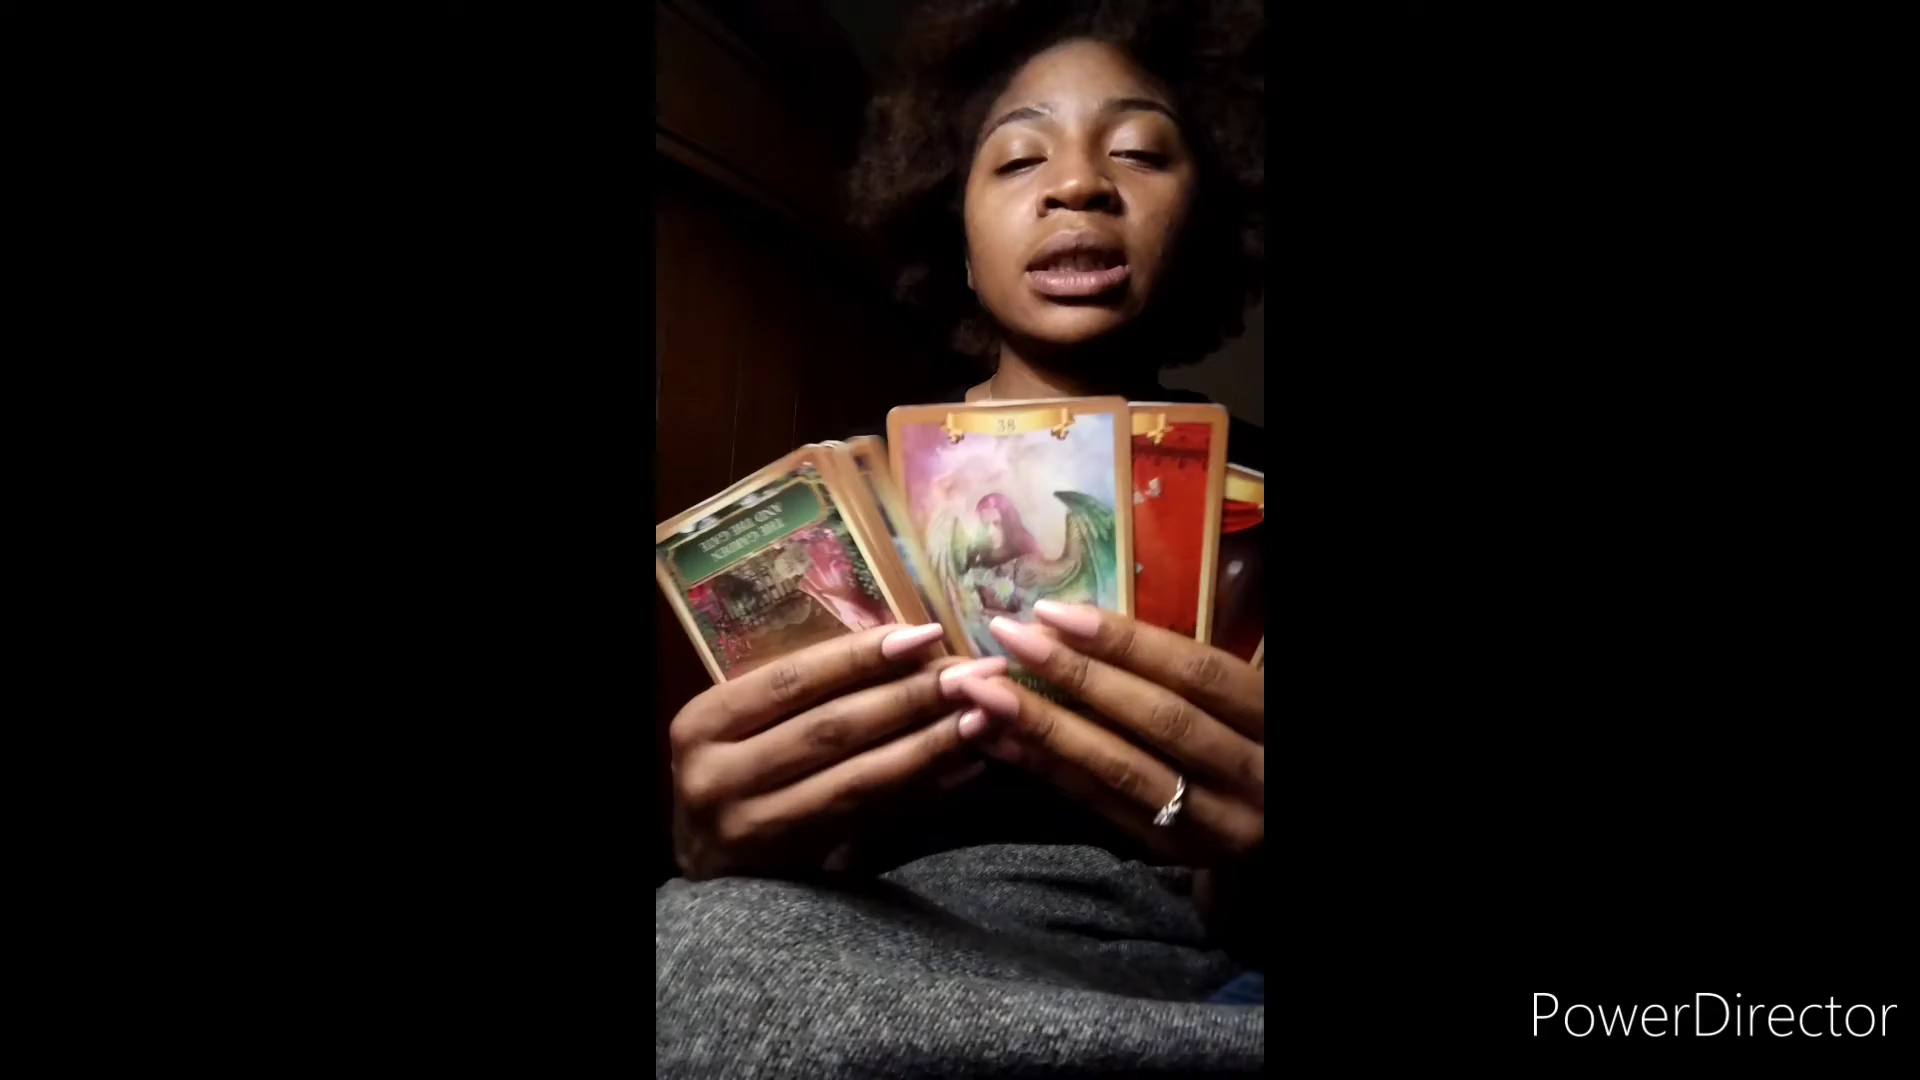 38
THE GARDEN
AND THE GATE
PowerDirector